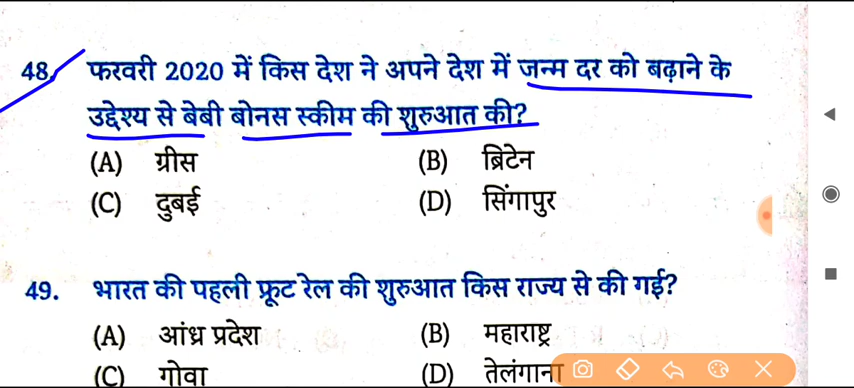 48. फरवरी 2020 में किस देश ने अपने देश में जन्म दर को बढ़ाने के
उद्देश्य से बेबी बोनस स्कीम की शुरुआत की?
(A) ग्रीस (B) ब्रिटेन
(C) दुबई (D) सिंगापुर
49. भारत की पहली फ्रूट रेल की शुरुआत किस राज्य से की गई?
(A) आंध्र प्रदेश (B) महाराष्ट्र
(C) गोवा (D) तेलंगाना